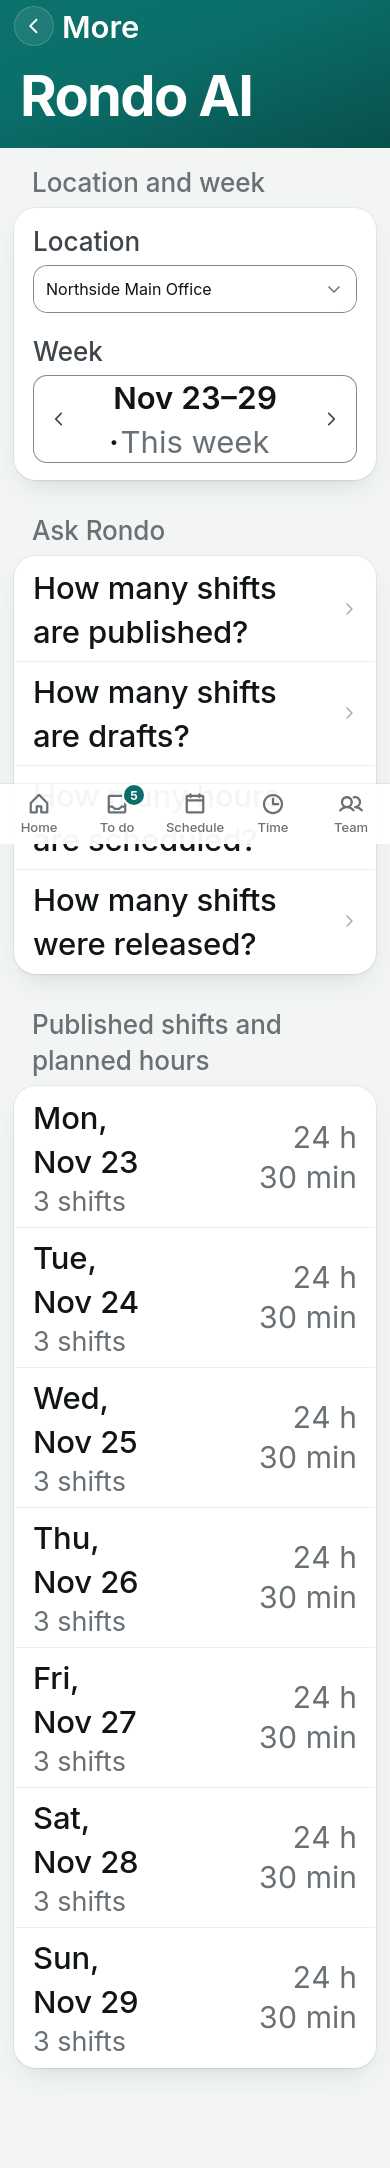 More
Rondo AI
Location and week
Location
Northside Main Office
Week
Nov 23–29
·This week
Ask Rondo
How many shifts
are published?
How many shifts
are drafts?
How many hours
are scheduled?
5
Home
To do
Schedule
Time
Team
How many shifts
were released?
Published shifts and
planned hours
Mon,
Nov 23
3 shifts
24 h
30 min
Tue,
Nov 24
3 shifts
24 h
30 min
Wed,
Nov 25
3 shifts
24 h
30 min
Thu,
Nov 26
3 shifts
24 h
30 min
Fri,
Nov 27
3 shifts
24 h
30 min
Sat,
Nov 28
3 shifts
24 h
30 min
Sun,
Nov 29
3 shifts
24 h
30 min